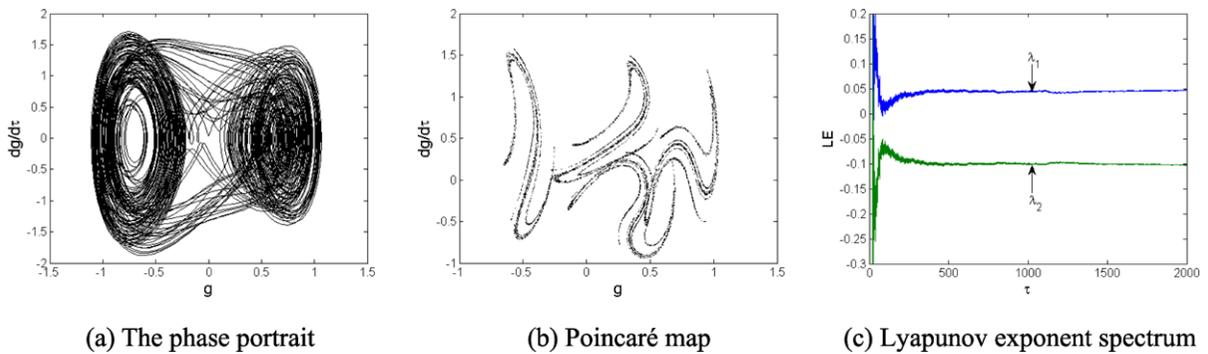 2
1.5
1
0.5
0
-0.5
-1
-1.5
-2
dg/dτ
-1.5 -1 -0.5 0 0.5 1 1.5
g
(a) The phase portrait
2
1.5
1
0.5
0
-0.5
-1
dg/dτ
-1 -0.5 0 0.5 1 1.5
g
(b) Poincaré map
0.2
0.15
0.1
0.05
0
-0.05
-0.1
-0.15
-0.2
-0.25
-0.3
LE
λ1
λ2
0 500 1000 1500 2000
τ
(c) Lyapunov exponent spectrum